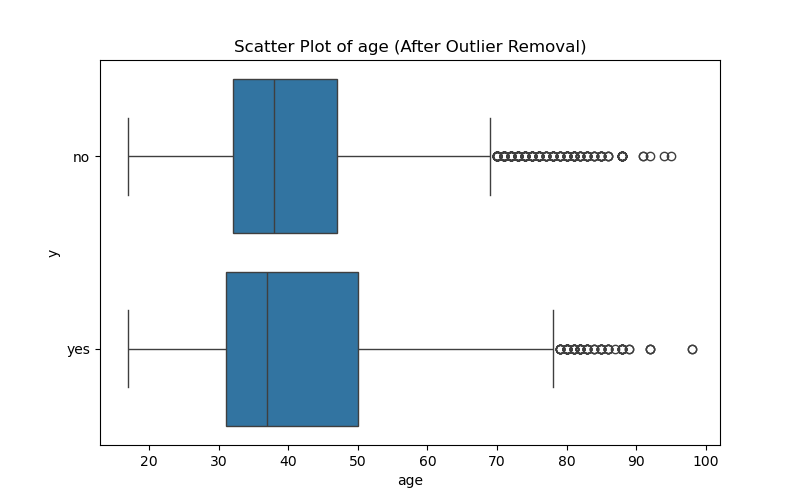 Scatter Plot of age (After Outlier Removal)
no
y
yes
20 30 40 50 60 70 80 90 100
age